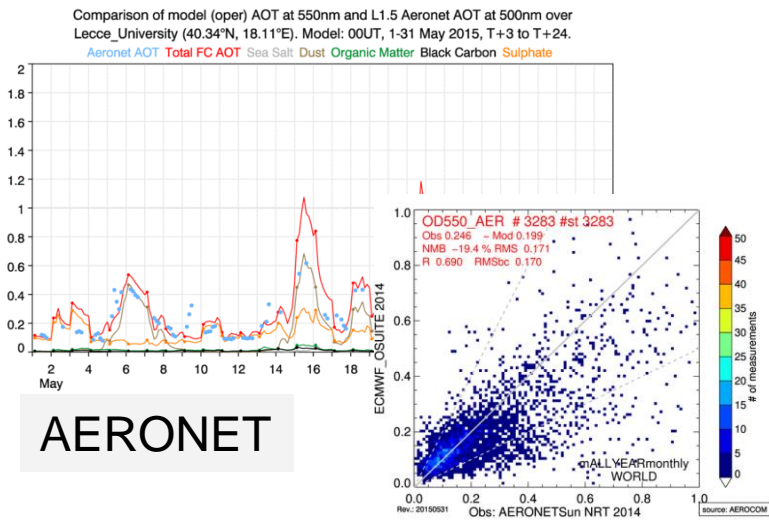 Comparison of model (oper) AOT at 550nm and L1.5 Aeronet AOT at 500nm over
Lecce_University (40.34°N, 18.11°E). Model: 00UT, 1-31 May 2015, T+3 to T+24.
Aeronet AOT Total FC AOT Sea Salt Dust Organic Matter Black Carbon Sulphate
2
1.8
1.6
1.4
1.2
1
0.8
0.6
0.4
0.2
0
2 4 6 8 10 12 14 16 18
May
AERONET
OD550_AER # 3283 #st 3283
Obs 0.246 - Mod 0.199
NMB -19.4 % RMS 0.171
R 0.690 RMSbc 0.170
ECMWF_OSUITE 2014
1.0
0.8
0.6
0.4
0.2
0.0
mALLYEARmonthly
WORLD
0.0 0.2 0.4 0.6 0.8 1.0
Rev.: 20150531
Obs: AERONETSun NRT 2014
50
45
40
35
30
25
20
15
10
5
0
# of measurements
source: AEROCOM